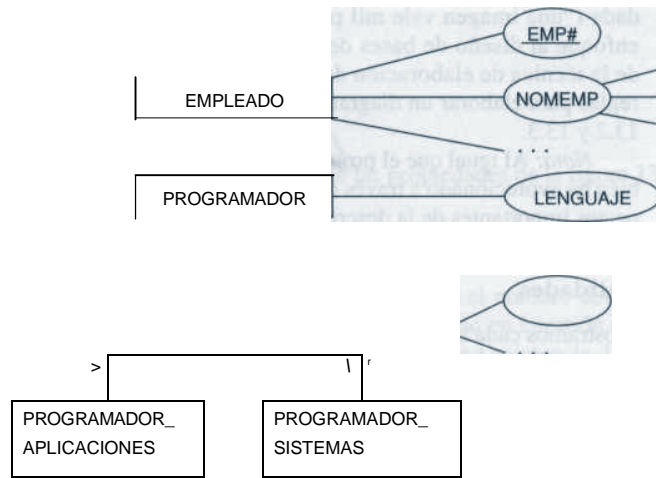 EMP#
EMPLEADO
NOMEMP
. . .
PROGRAMADOR
LENGUAJE
PROGRAMADOR_
APLICACIONES
PROGRAMADOR_
SISTEMAS